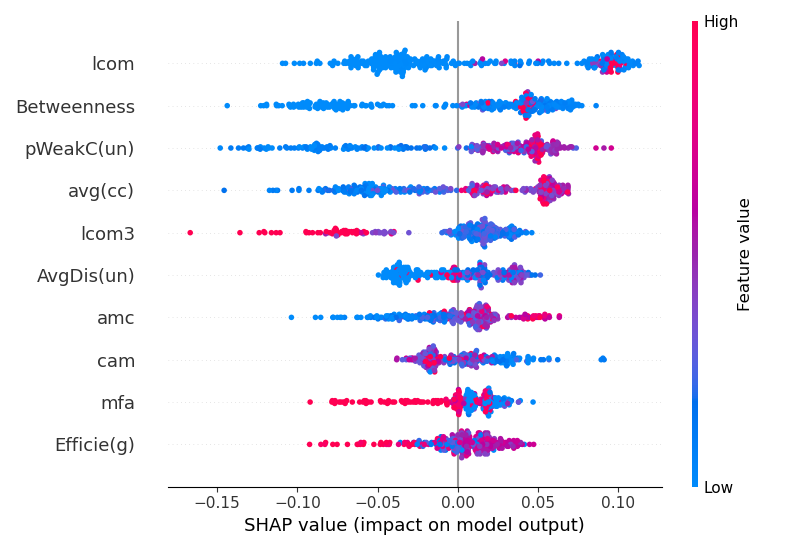 High
lcom
Betweenness
pWeakC(un)
avg(cc)
lcom3
AvgDis(un)
amc
cam
mfa
Efficie(g)
Feature value
Low
−0.15 −0.10 −0.05 0.00 0.05 0.10
SHAP value (impact on model output)